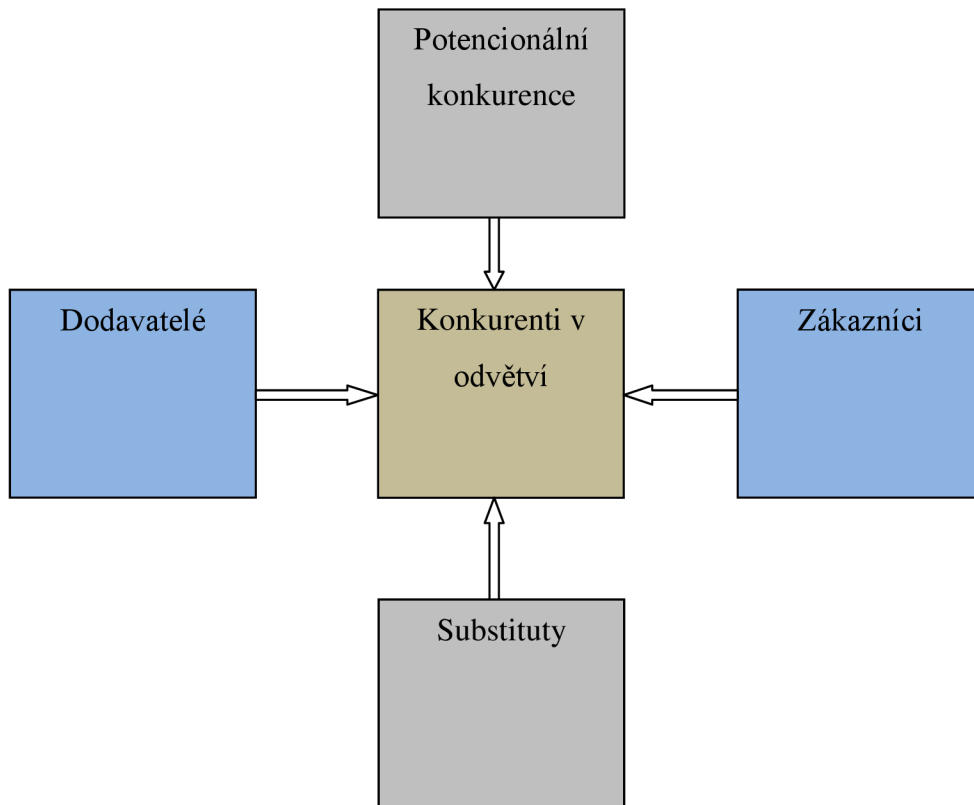 Potencionální
konkurence
Dodavatelé
Konkurenti v
odvětví
Zákazníci
Substituty